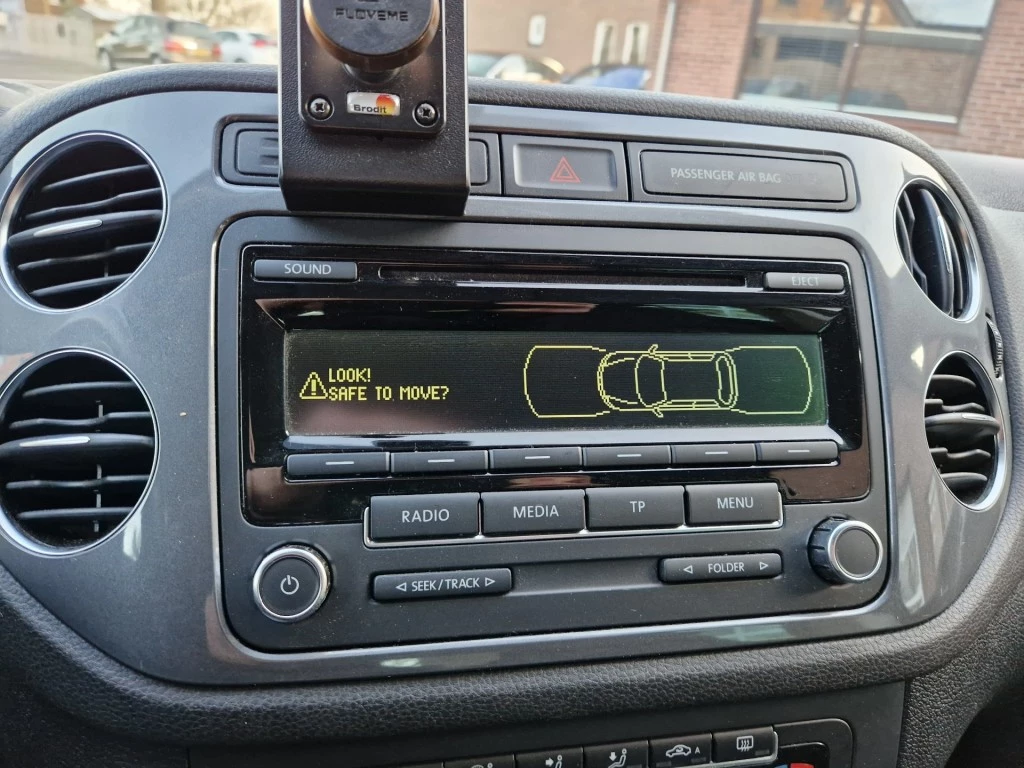 FLOVEME
Brodit
PASSENGER AIR BAG
SOUND
EJECT
LOOK!
SAFE TO MOVE?
RADIO
MEDIA
TP
MENU
SEEK/TRACK
FOLDER
A